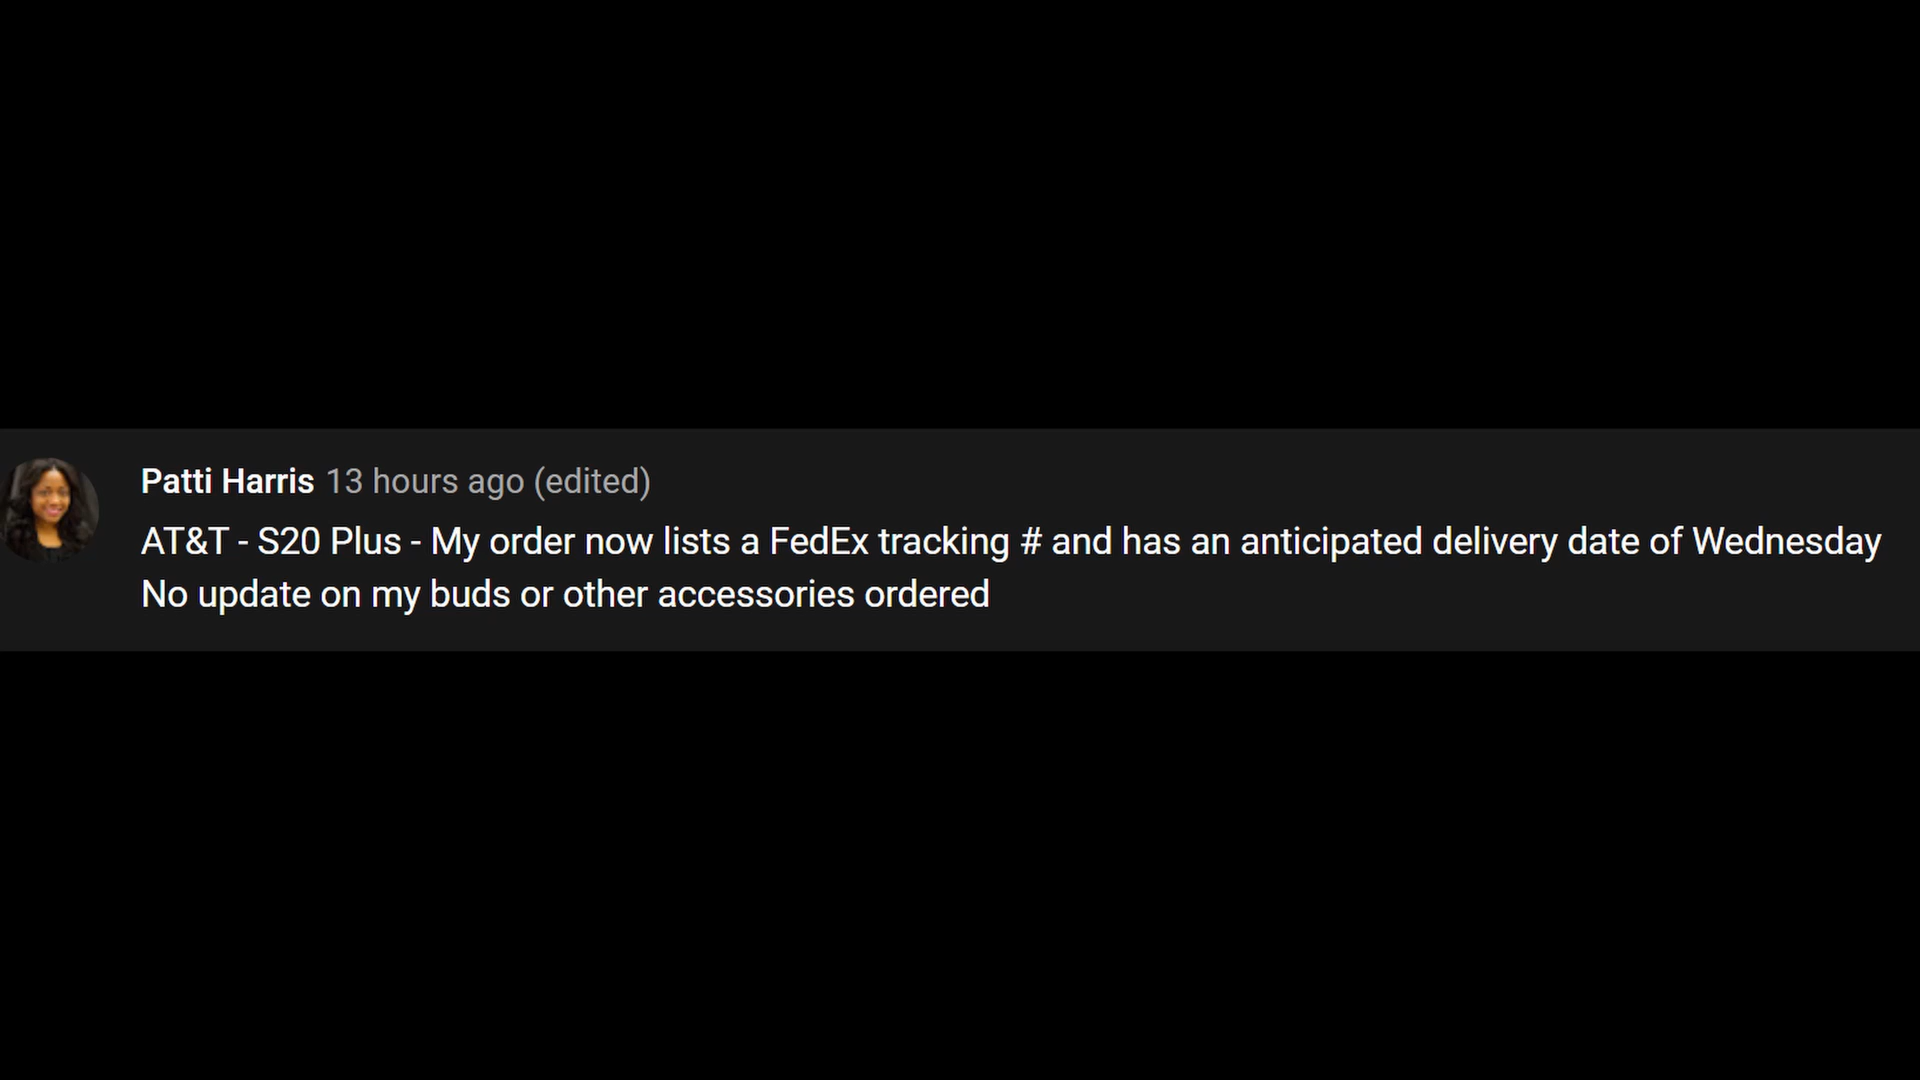 Patti Harris 13 hours ago (edited)
AT&T - S20 Plus - My order now lists a FedEx tracking # and has an anticipated delivery date of Wednesday
No update on my buds or other accessories ordered